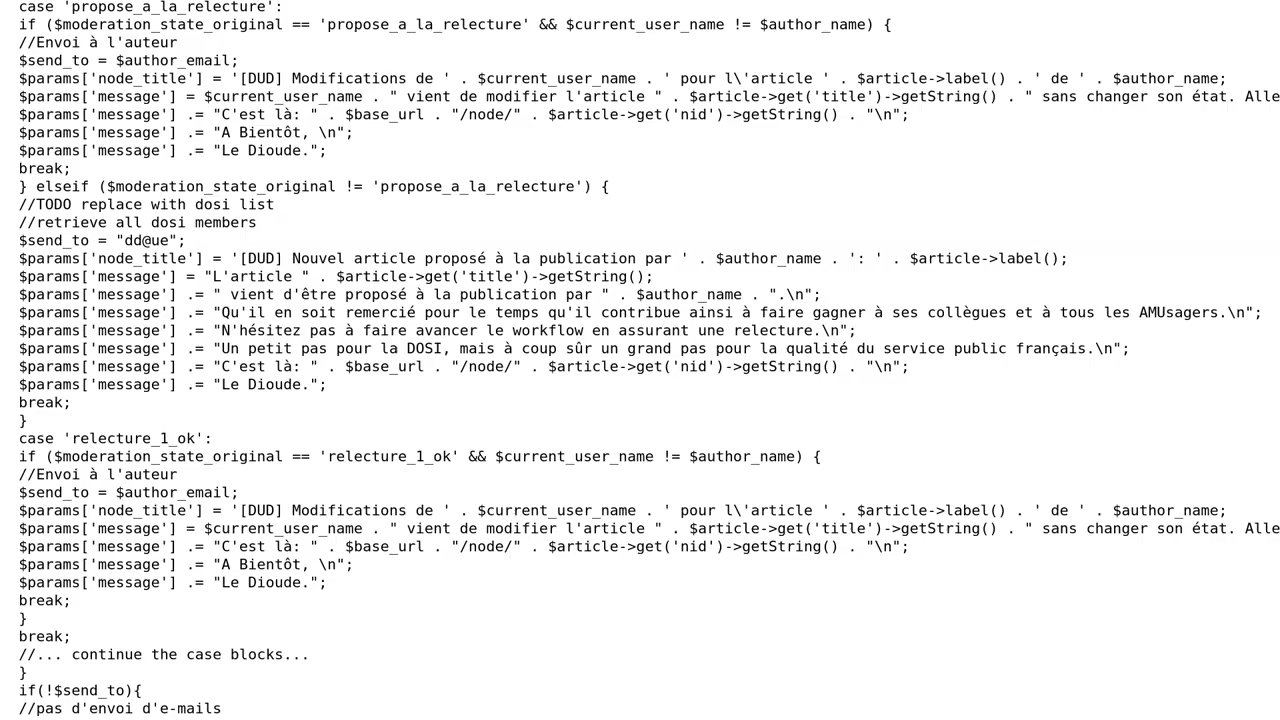 case 'propose_a_la_relecture':
if ($moderation_state_original == 'propose_a_la_relecture' && $current_user_name != $author_name) {
//Envoi à l'auteur
$send_to = $author_email;
$params['node_title'] = '[DUD] Modifications de ' . $current_user_name . ' pour l\'article ' . $article->label() . ' de ' . $author_name;
$params['message'] = $current_user_name . " vient de modifier l'article " . $article->get('title')->getString() . " sans changer son état. Alle
$params['message'] .= "C'est là: " . $base_url . "/node/" . $article->get('nid')->getString() . "\n";
$params['message'] .= "A Bientôt, \n";
$params['message'] .= "Le Dioude.";
break;
} elseif ($moderation_state_original != 'propose_a_la_relecture') {
//TODO replace with dosi list
//retrieve all dosi members
$send_to = "dd@ue";
$params['node_title'] = '[DUD] Nouvel article proposé à la publication par ' . $author_name . ': ' . $article->label();
$params['message'] = "L'article " . $article->get('title')->getString();
$params['message'] .= " vient d'être proposé à la publication par " . $author_name . ".\n";
$params['message'] .= "Qu'il en soit remercié pour le temps qu'il contribue ainsi à faire gagner à ses collègues et à tous les AMUsagers.\n";
$params['message'] .= "N'hésitez pas à faire avancer le workflow en assurant une relecture.\n";
$params['message'] .= "Un petit pas pour la DOSI, mais à coup sûr un grand pas pour la qualité du service public français.\n";
$params['message'] .= "C'est là: " . $base_url . "/node/" . $article->get('nid')->getString() . "\n";
$params['message'] .= "Le Dioude.";
break;
}
case 'relecture_1_ok':
if ($moderation_state_original == 'relecture_1_ok' && $current_user_name != $author_name) {
//Envoi à l'auteur
$send_to = $author_email;
$params['node_title'] = '[DUD] Modifications de ' . $current_user_name . ' pour l\'article ' . $article->label() . ' de ' . $author_name;
$params['message'] = $current_user_name . " vient de modifier l'article " . $article->get('title')->getString() . " sans changer son état. Alle
$params['message'] .= "C'est là: " . $base_url . "/node/" . $article->get('nid')->getString() . "\n";
$params['message'] .= "A Bientôt, \n";
$params['message'] .= "Le Dioude.";
break;
}
break;
//... continue the case blocks...
}
if(!$send_to){
//pas d'envoi d'e-mails